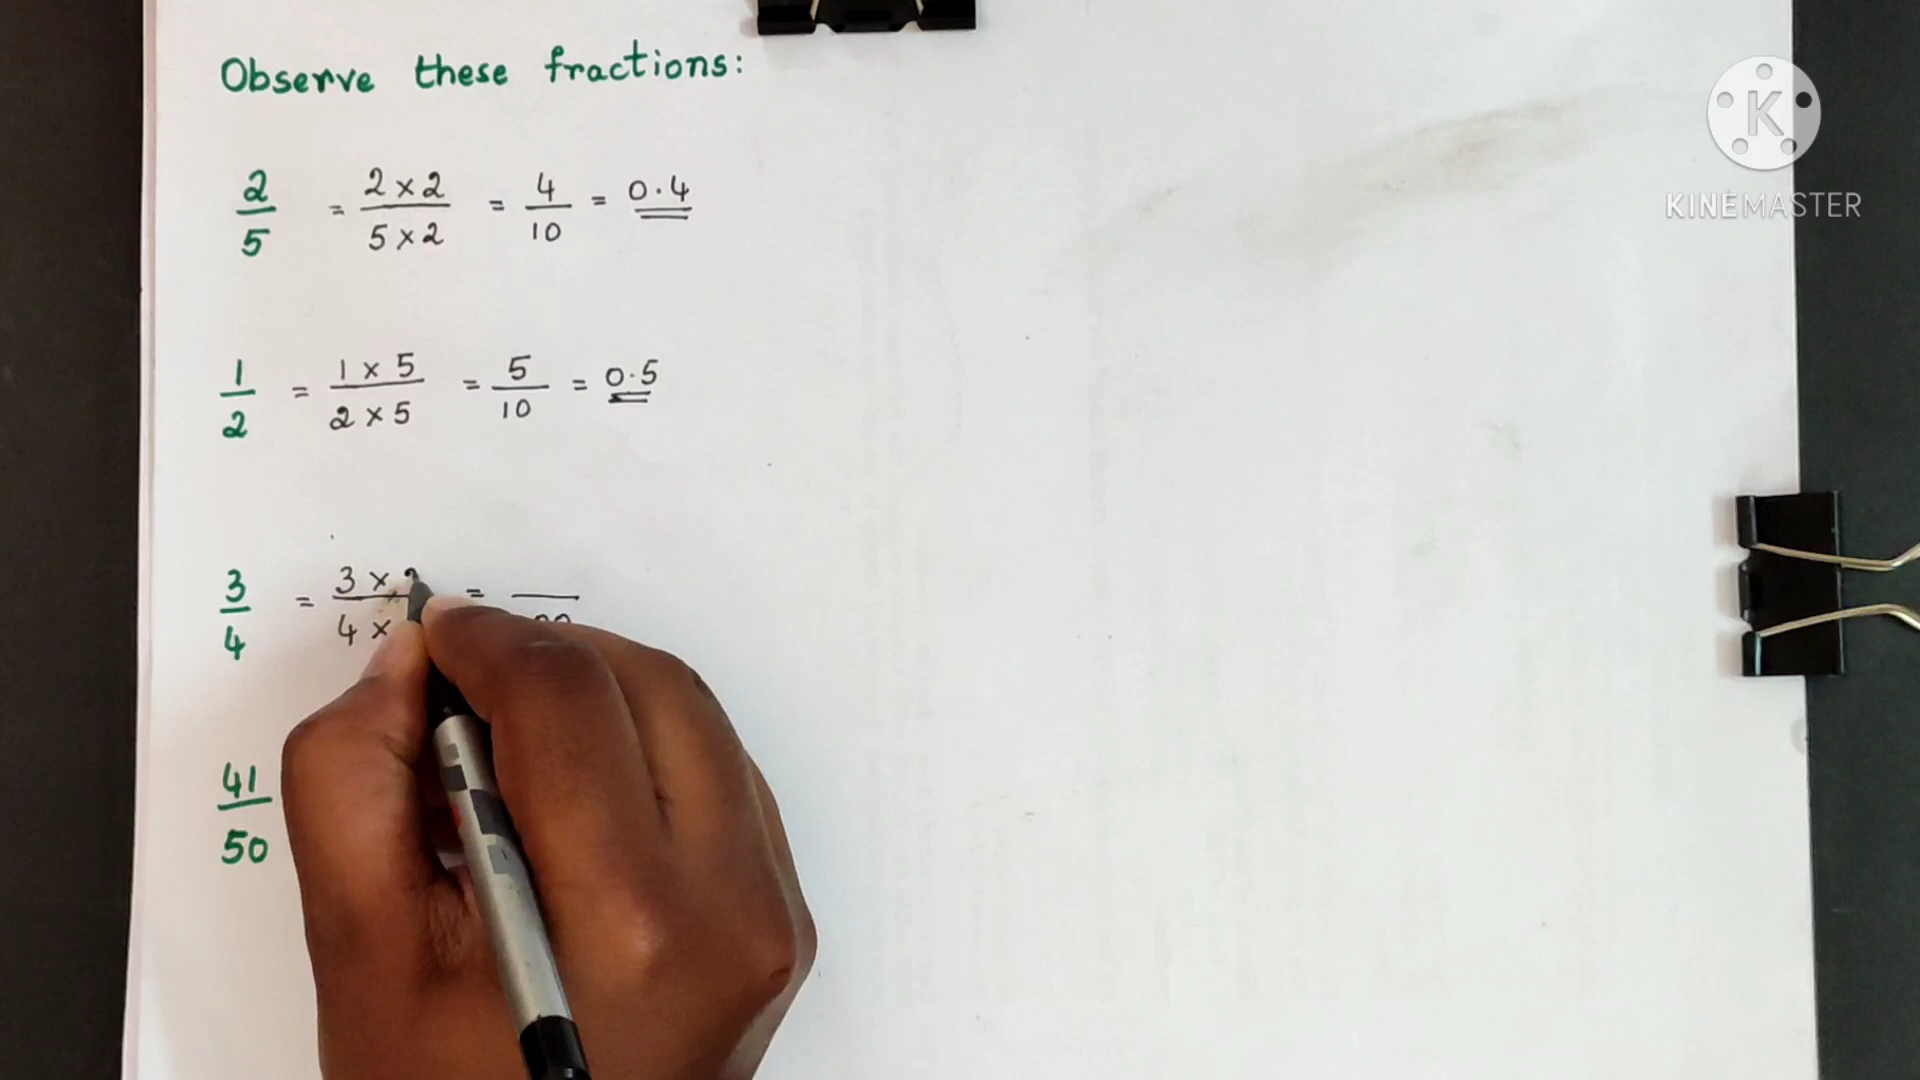 Observe these fractions:
2/5 = 2 × 2 / 5 × 2 = 4/10 = 0.4
1/2 = 1 × 5 / 2 × 5 = 5/10 = 0.5
3/4 = 3 × / 4 × =
41/50
K
KINEMASTER